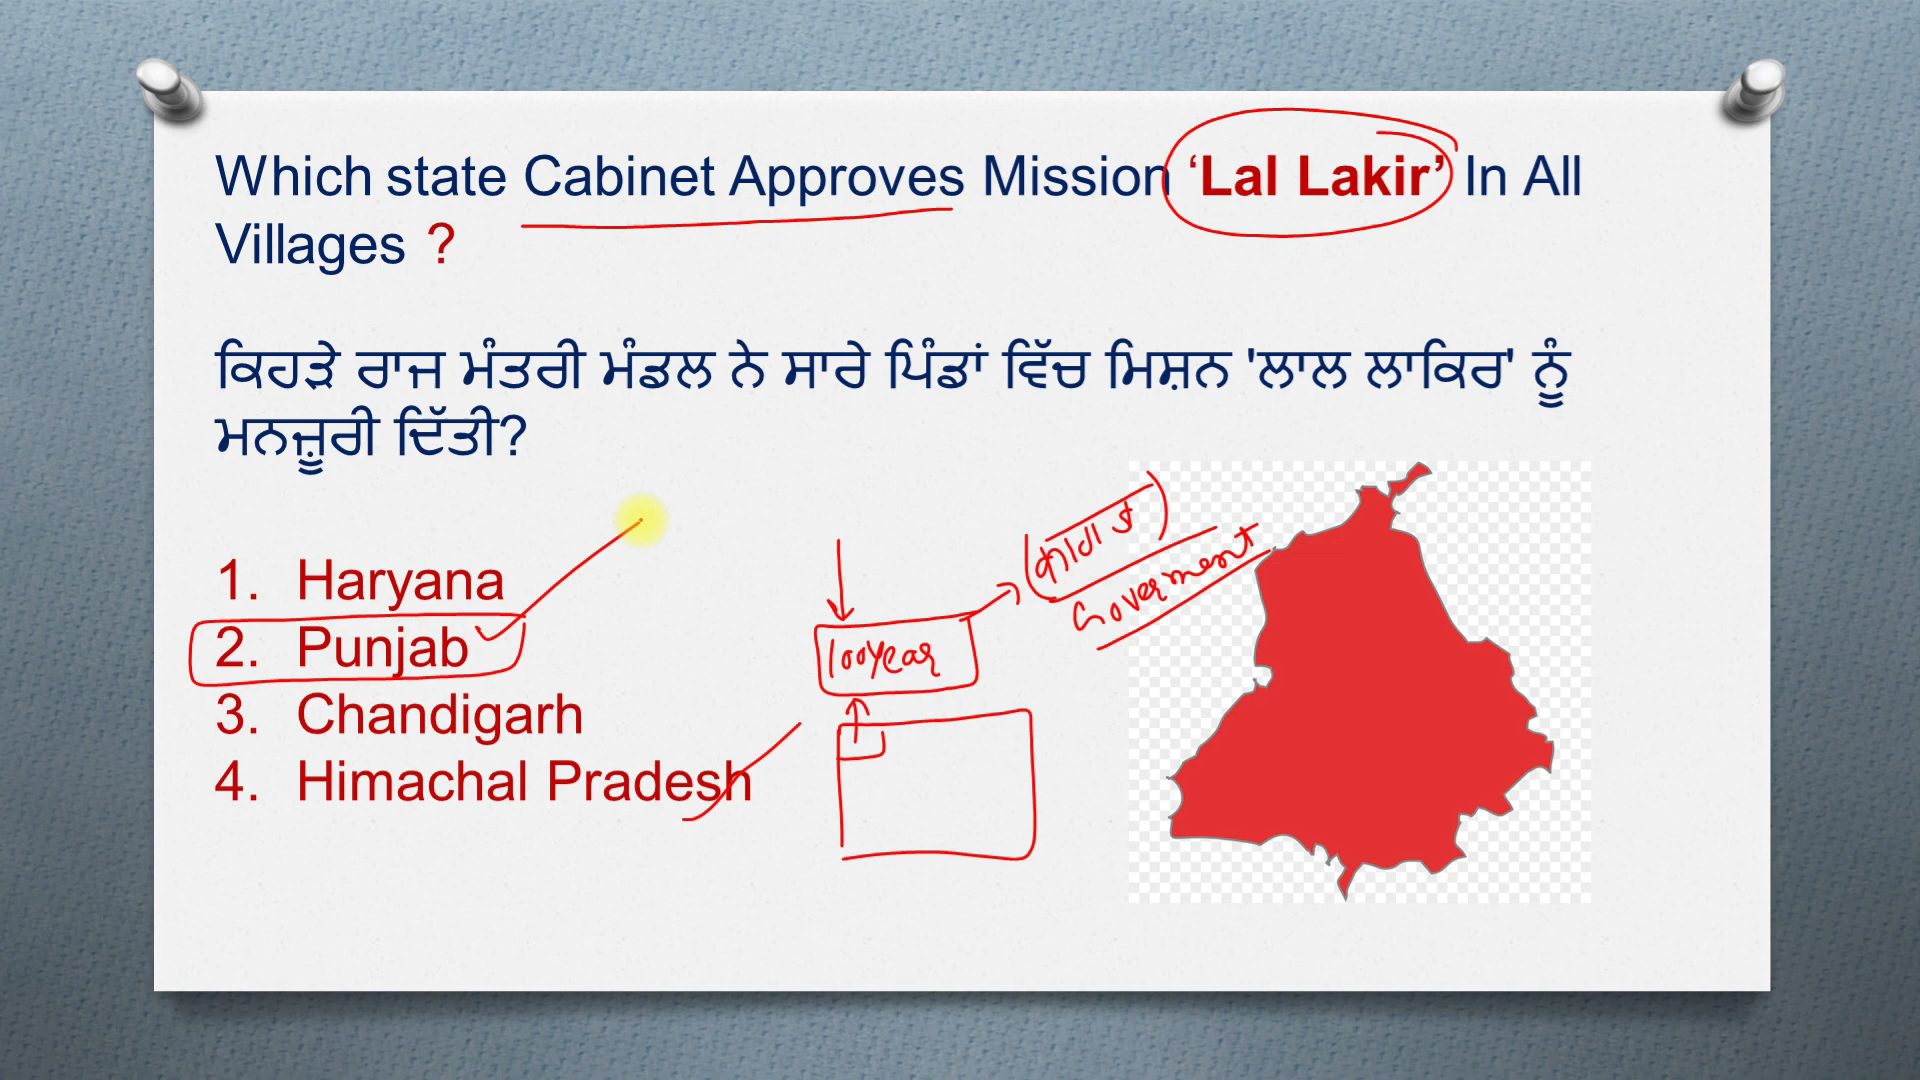 Which state Cabinet Approves Mission ‘Lal Lakir’ In All
Villages ?
ਕਿਹੜੇ ਰਾਜ ਮੰਤਰੀ ਮੰਡਲ ਨੇ ਸਾਰੇ ਪਿੰਡਾਂ ਵਿੱਚ ਮਿਸ਼ਨ 'ਲਾਲ ਲਾਕਿਰ' ਨੂੰ
ਮਨਜ਼ੂਰੀ ਦਿੱਤੀ?
1. Haryana
2. Punjab
3. Chandigarh
4. Himachal Pradesh
100year
Government